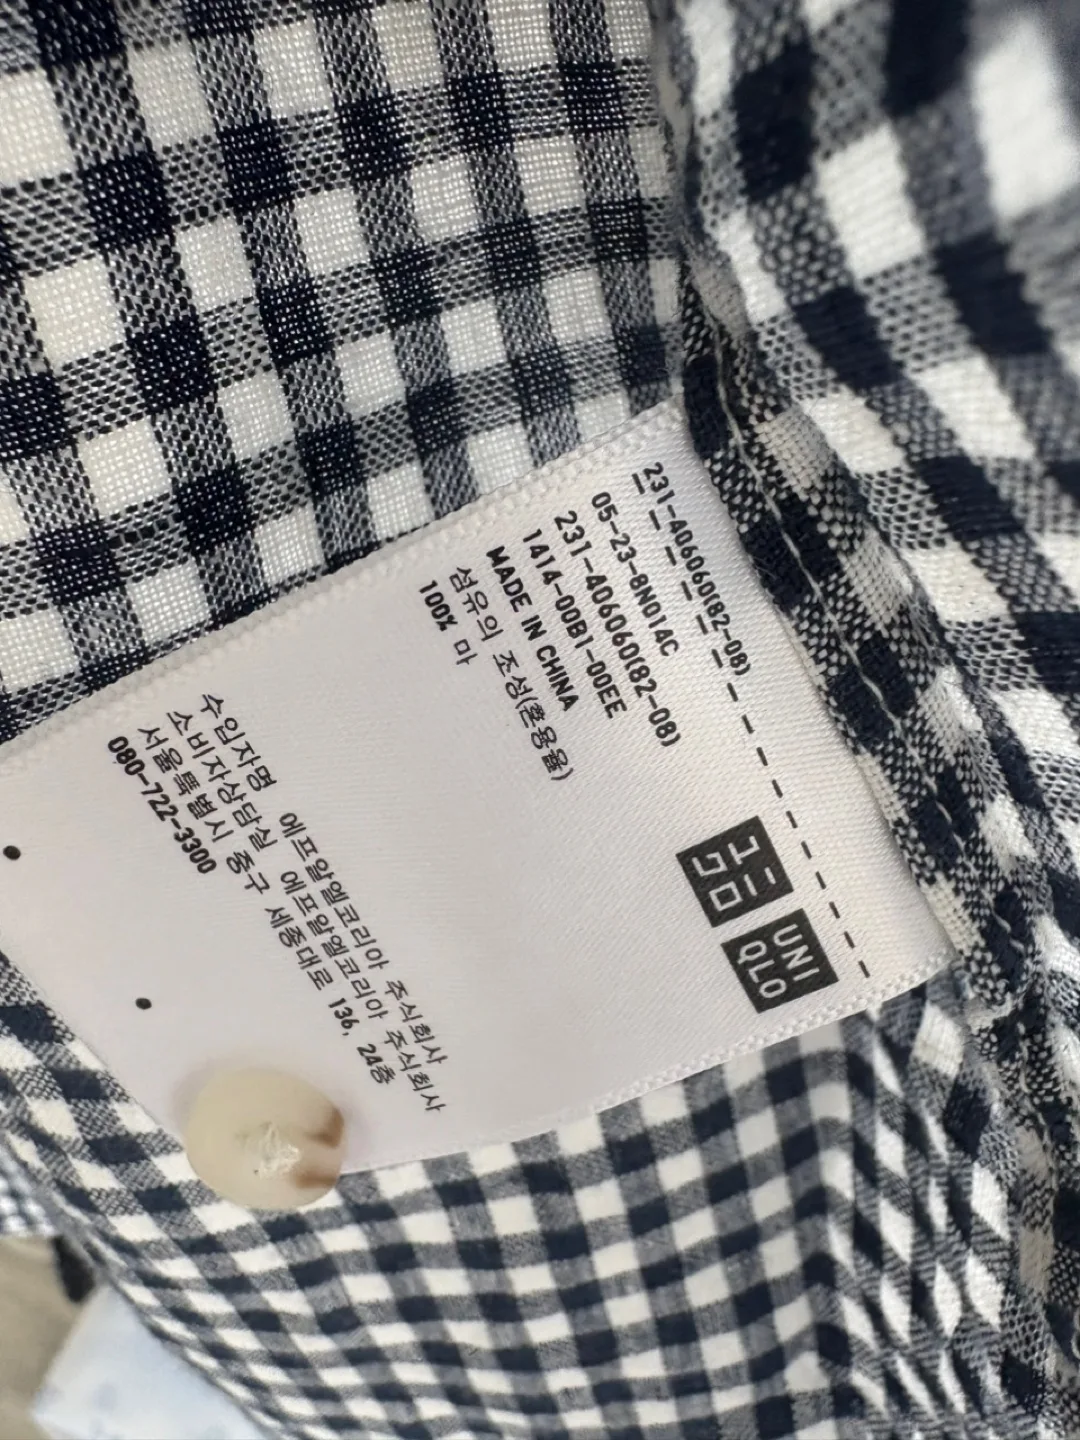 231-406060(82-08)
05-23-8N014C
231-406060(82-08)
1414-00B1-00EE
MADE IN CHINA
섬유의 조성(혼용율)
100% 마
수입자명 에프알엘코리아 주식회사
소비자상담실 에프알엘코리아 주식회사
서울특별시 중구 세종대로 136, 24층
080-722-3300
ユニ
クロ
UNI
QLO